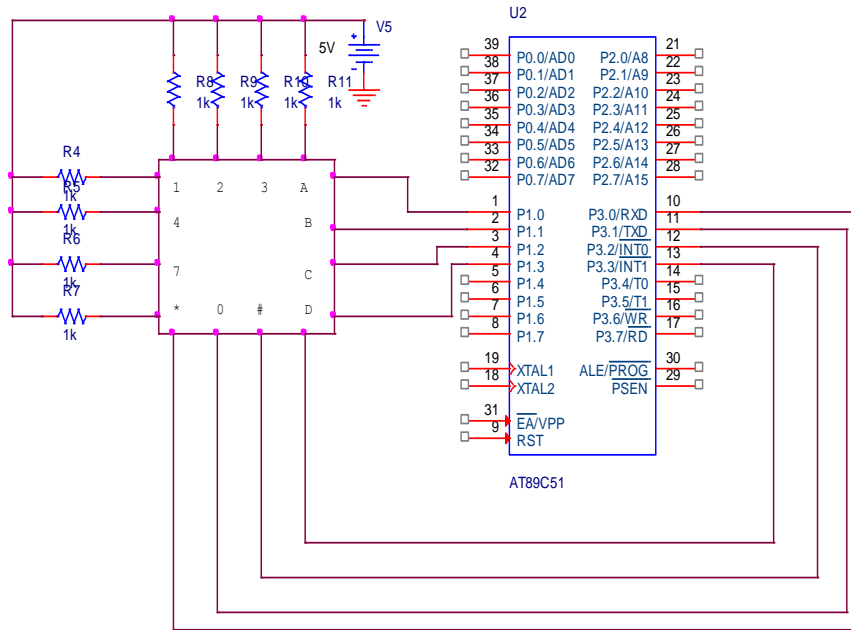 U2
V5
5V
R8
1k
R9
1k
R10
1k
R11
1k
R4
1k
R5
1k
R6
1k
R7
1k
1 2 3 A
4 B
7 C
* 0 # D
39 P0.0/AD0 P2.0/A8 21
38 P0.1/AD1 P2.1/A9 22
37 P0.2/AD2 P2.2/A10 23
36 P0.3/AD3 P2.3/A11 24
35 P0.4/AD4 P2.4/A12 25
34 P0.5/AD5 P2.5/A13 26
33 P0.6/AD6 P2.6/A14 27
32 P0.7/AD7 P2.7/A15 28
1 P1.0 P3.0/RXD 10
2 P1.1 P3.1/TXD 11
3 P1.2 P3.2/INT0 12
4 P1.3 P3.3/INT1 13
5 P1.4 P3.4/T0 14
6 P1.5 P3.5/T1 15
7 P1.6 P3.6/WR 16
8 P1.7 P3.7/RD 17
19 XTAL1 ALE/PROG 30
18 XTAL2 PSEN 29
31 EA/VPP
9 RST
AT89C51